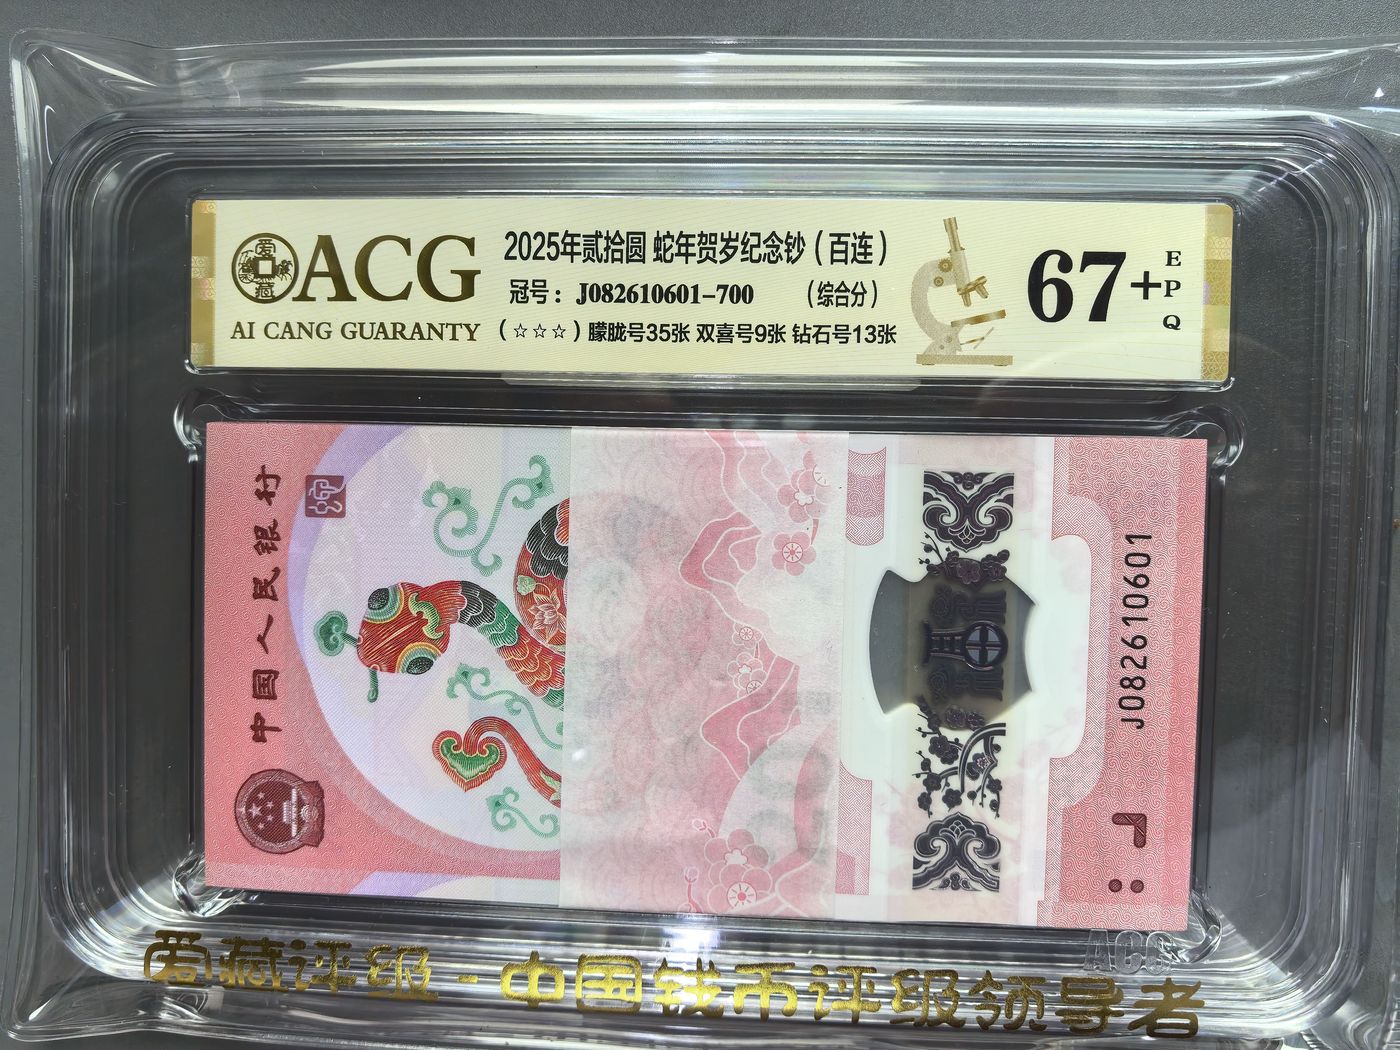 ACG
AI CANG GUARANTY
2025年贰拾圆 蛇年贺岁纪念钞（百连）
冠号：J082610601-700 （综合分）
（☆☆☆）朦胧号35张 双喜号9张 钻石号13张
67+
EPQ
中国人民银行
J082610601
ACG
爱藏评级-中国钱币评级领导者